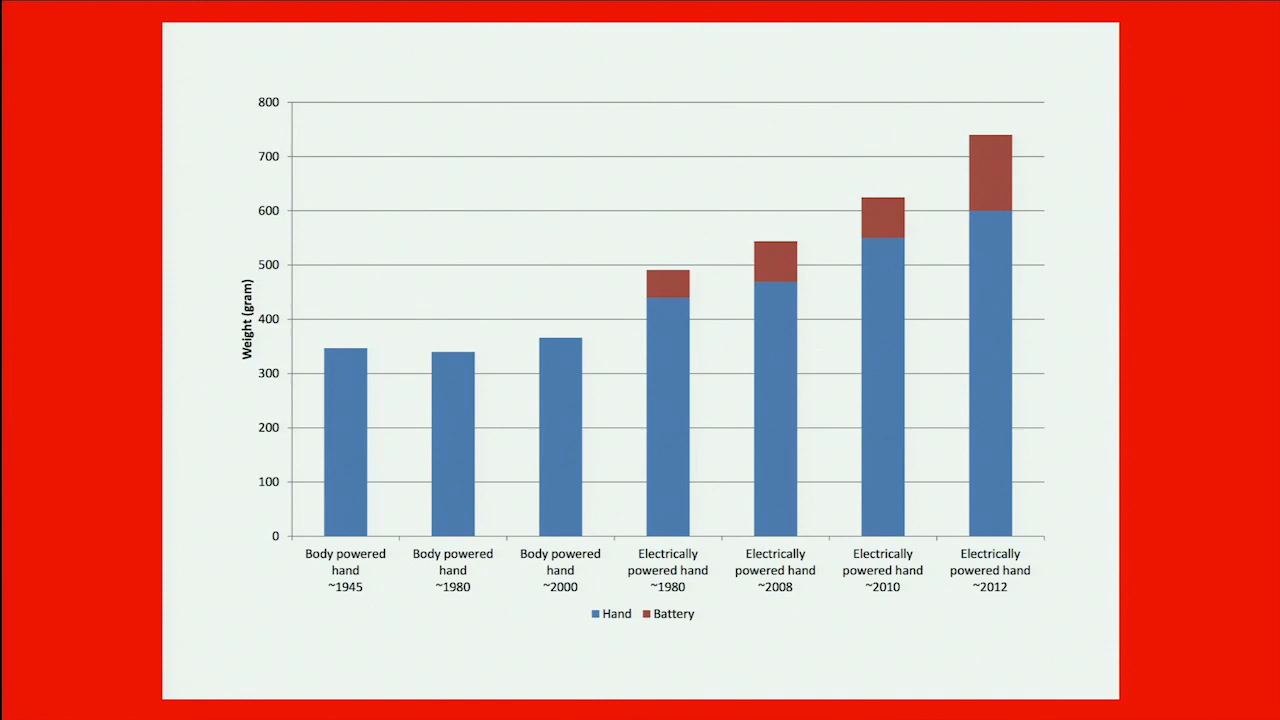 800
700
600
500
400
300
200
100
0
Weight (gram)
Body powered
hand
~1945
Body powered
hand
~1980
Body powered
hand
~2000
Electrically
powered hand
~1980
Electrically
powered hand
~2008
Electrically
powered hand
~2010
Electrically
powered hand
~2012
Hand
Battery